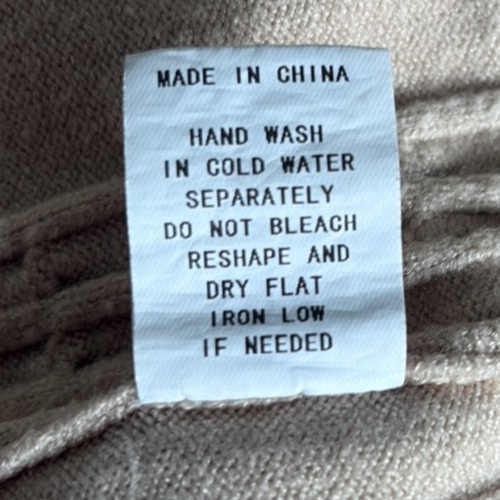 MADE IN CHINA
HAND WASH
IN COLD WATER
SEPARATELY
DO NOT BLEACH
RESHAPE AND
DRY FLAT
IRON LOW
IF NEEDED